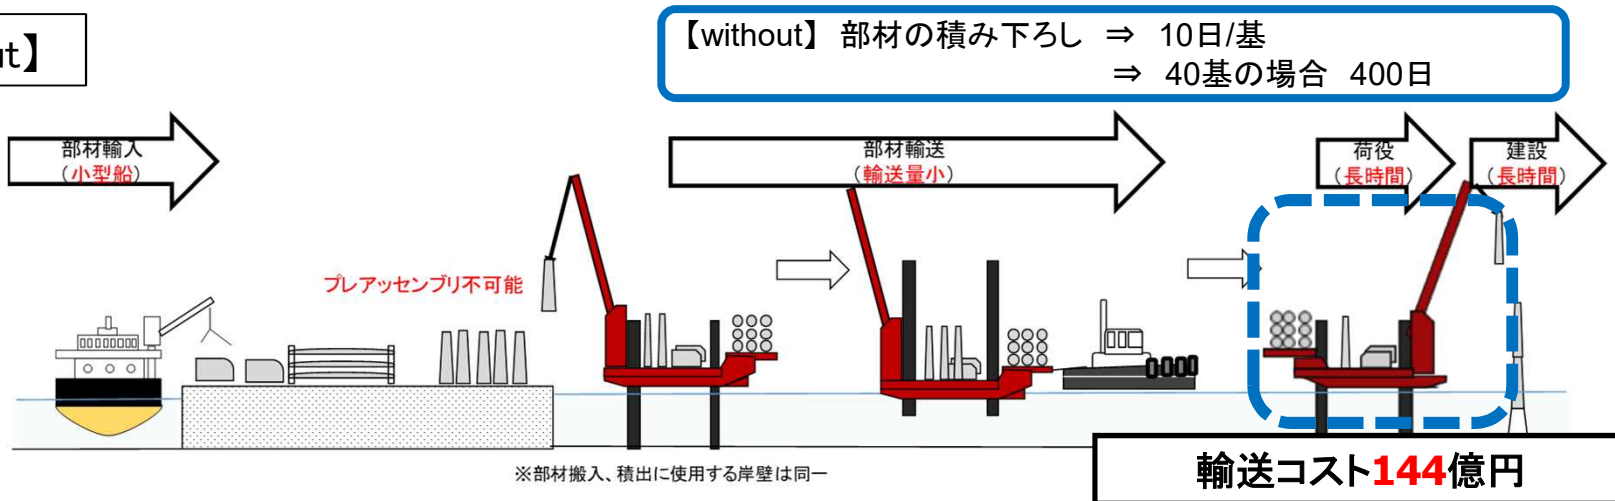 ut】
【without】 部材の積み下ろし ⇒ 10日/基
⇒ 40基の場合 400日
部材輸入
（小型船）
部材輸送
（輸送量小）
荷役
（長時間）
建設
（長時間）
プレアッセンブリ不可能
※部材搬入、積出に使用する岸壁は同一
輸送コスト144億円